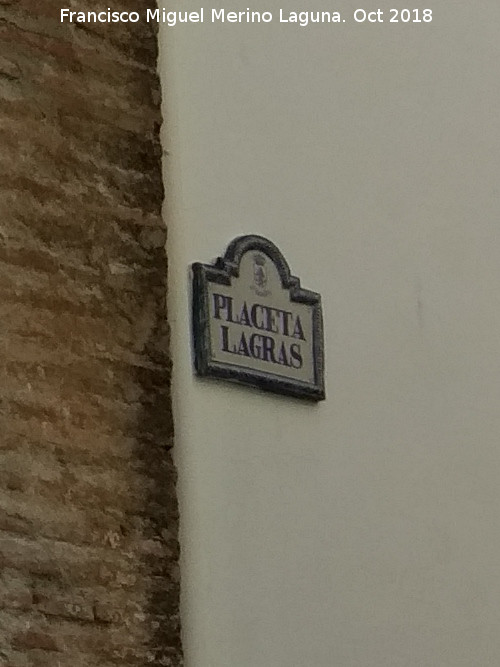 Francisco Miguel Merino Laguna. Oct 2018
PLACETA
LAGRAS